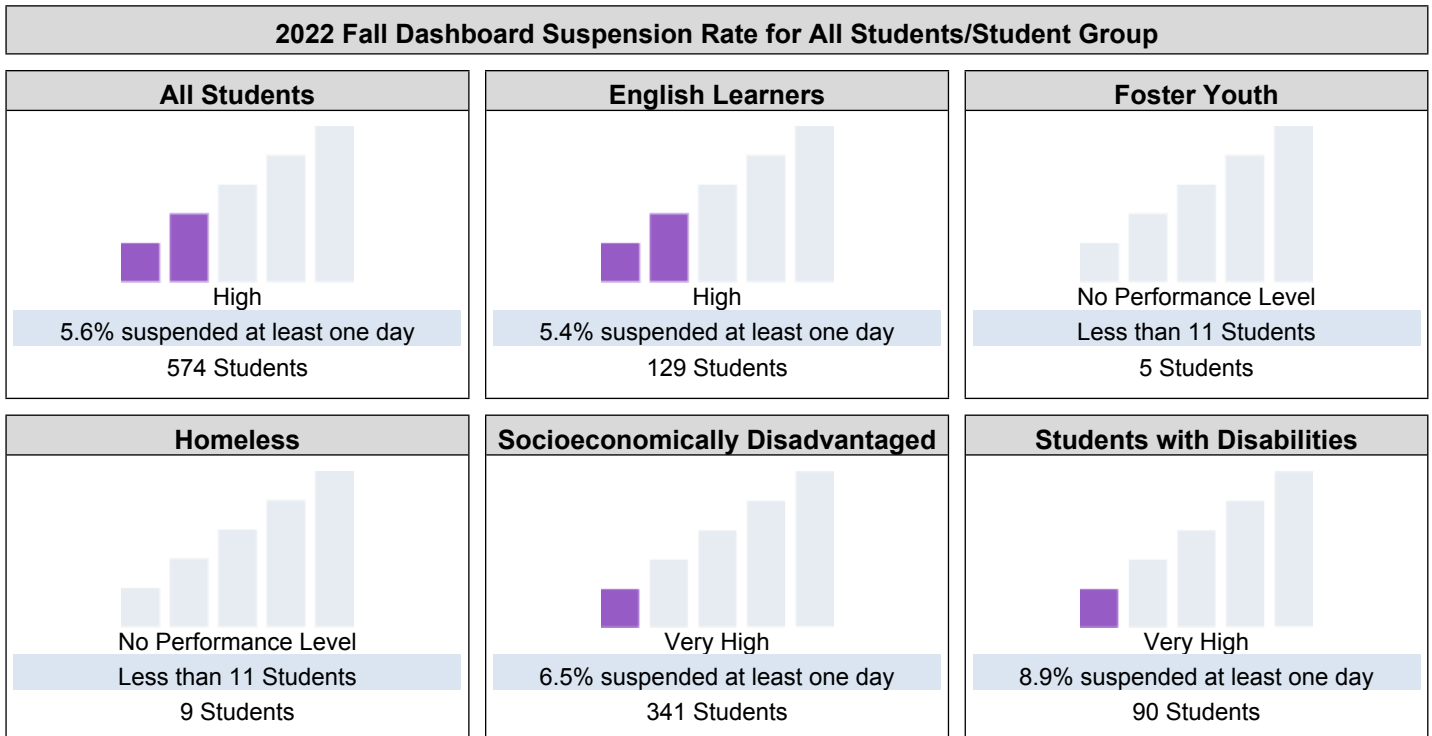 2022 Fall Dashboard Suspension Rate for All Students/Student Group
All Students
High
5.6% suspended at least one day
574 Students
English Learners
High
5.4% suspended at least one day
129 Students
Foster Youth
No Performance Level
Less than 11 Students
5 Students
Homeless
No Performance Level
Less than 11 Students
9 Students
Socioeconomically Disadvantaged
Very High
6.5% suspended at least one day
341 Students
Students with Disabilities
Very High
8.9% suspended at least one day
90 Students